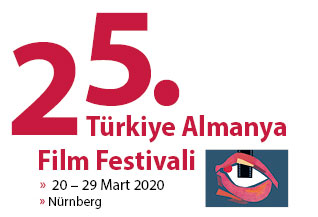 25.
Türkiye Almanya
Film Festivali
» 20 – 29 Mart 2020
» Nürnberg